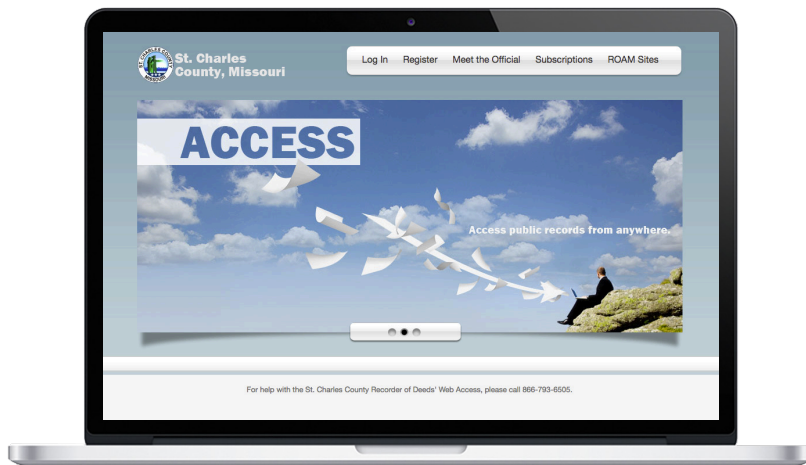 St. Charles
County, Missouri
Log In Register Meet the Official Subscriptions ROAM Sites
ACCESS
Access public records from anywhere.
For help with the St. Charles County Recorder of Deeds' Web Access, please call 866-793-6505.